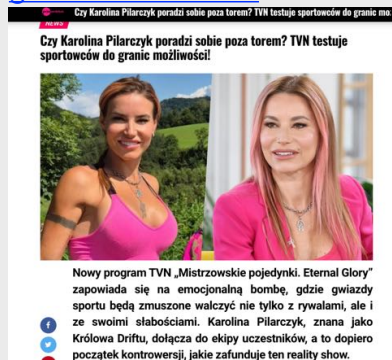 Czy Karolina Pilarczyk poradzi sobie poza torem? TVN testuje sportowców do granic mo
NEWS
Czy Karolina Pilarczyk poradzi sobie poza torem? TVN testuje
sportowców do granic możliwości!
Nowy program TVN „Mistrzowskie pojedynki. Eternal Glory”
zapowiada się na emocjonalną bombę, gdzie gwiazdy
sportu będą zmuszone walczyć nie tylko z rywalami, ale i
ze swoimi słabościami. Karolina Pilarczyk, znana jako
Królowa Driftu, dołącza do ekipy uczestników, a to dopiero
początek kontrowersji, jakie zafunduje ten reality show.